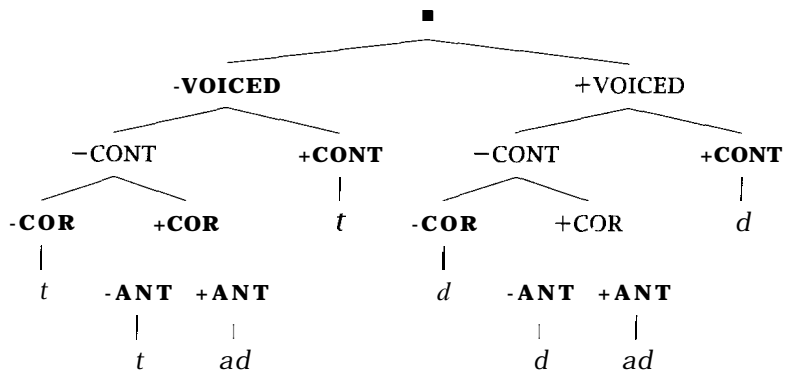 -VOICED +VOICED
−CONT +CONT −CONT +CONT
-COR +COR t -COR +COR d
t -ANT +ANT d -ANT +ANT
t ad d ad